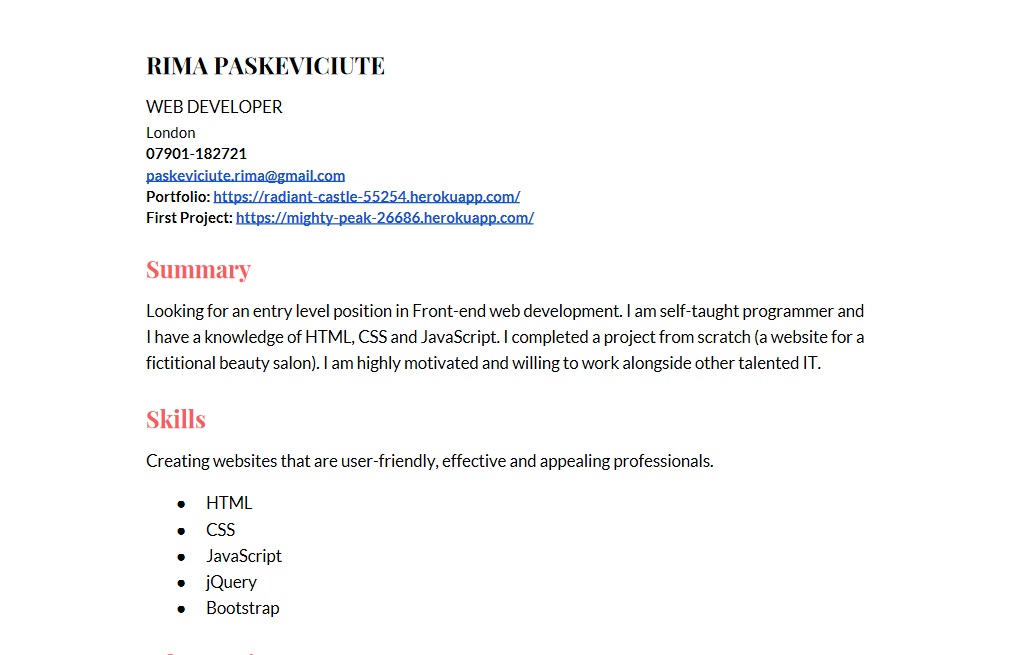 RIMA PASKEVICIUTE
WEB DEVELOPER
London
07901-182721
paskeviciute.rima@gmail.com
Portfolio: https://radiant-castle-55254.herokuapp.com/
First Project: https://mighty-peak-26686.herokuapp.com/
Summary
Looking for an entry level position in Front-end web development. I am self-taught programmer and
I have a knowledge of HTML, CSS and JavaScript. I completed a project from scratch (a website for a
fictitional beauty salon). I am highly motivated and willing to work alongside other talented IT.
Skills
Creating websites that are user-friendly, effective and appealing professionals.
● HTML
● CSS
● JavaScript
● jQuery
● Bootstrap